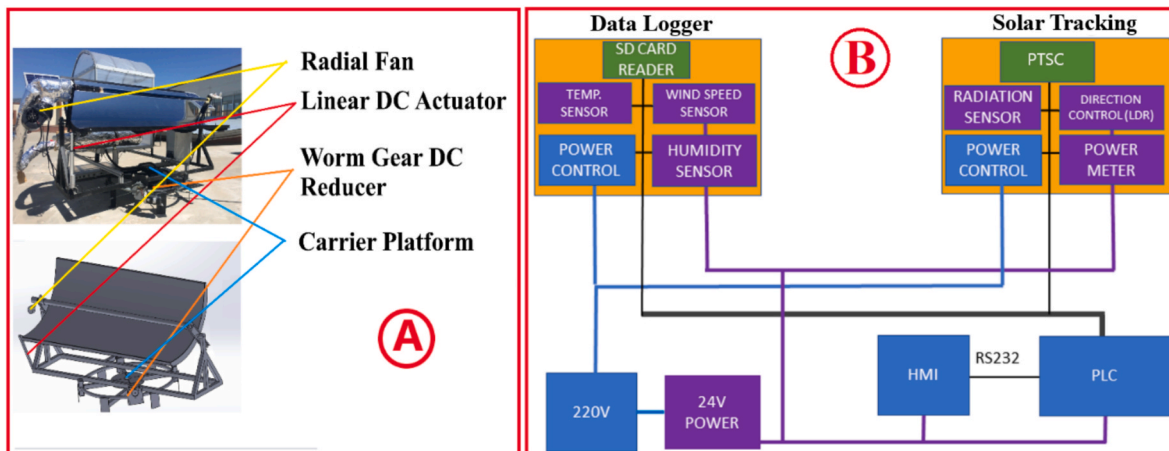 Radial Fan
Linear DC Actuator
Worm Gear DC
Reducer
Carrier Platform
A
Data Logger
Solar Tracking
B
SD CARD
READER
TEMP.
SENSOR
WIND SPEED
SENSOR
POWER
CONTROL
HUMIDITY
SENSOR
PTSC
RADIATION
SENSOR
DIRECTION
CONTROL (LDR)
POWER
CONTROL
POWER
METER
220V
24V
POWER
HMI
RS232
PLC